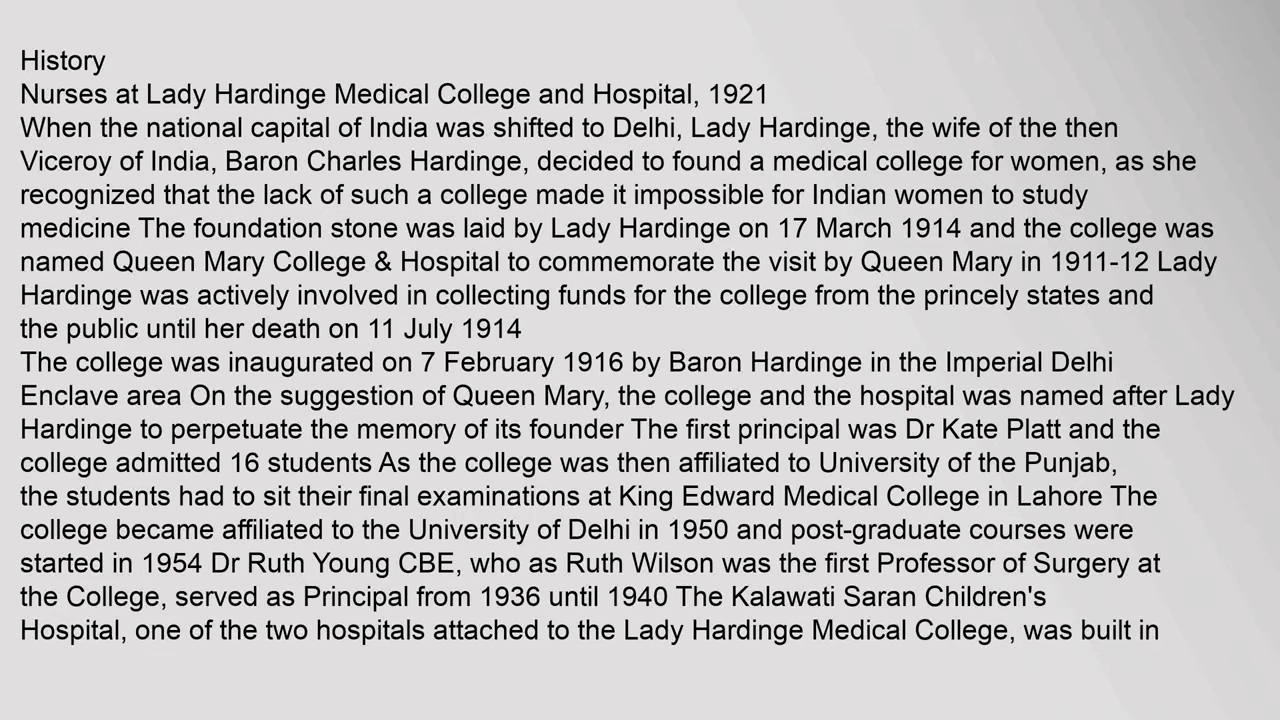 History
Nurses at Lady Hardinge Medical College and Hospital, 1921
When the national capital of India was shifted to Delhi, Lady Hardinge, the wife of the then
Viceroy of India, Baron Charles Hardinge, decided to found a medical college for women, as she
recognized that the lack of such a college made it impossible for Indian women to study
medicine The foundation stone was laid by Lady Hardinge on 17 March 1914 and the college was
named Queen Mary College & Hospital to commemorate the visit by Queen Mary in 1911-12 Lady
Hardinge was actively involved in collecting funds for the college from the princely states and
the public until her death on 11 July 1914
The college was inaugurated on 7 February 1916 by Baron Hardinge in the Imperial Delhi
Enclave area On the suggestion of Queen Mary, the college and the hospital was named after Lady
Hardinge to perpetuate the memory of its founder The first principal was Dr Kate Platt and the
college admitted 16 students As the college was then affiliated to University of the Punjab,
the students had to sit their final examinations at King Edward Medical College in Lahore The
college became affiliated to the University of Delhi in 1950 and post-graduate courses were
started in 1954 Dr Ruth Young CBE, who as Ruth Wilson was the first Professor of Surgery at
the College, served as Principal from 1936 until 1940 The Kalawati Saran Children's
Hospital, one of the two hospitals attached to the Lady Hardinge Medical College, was built in